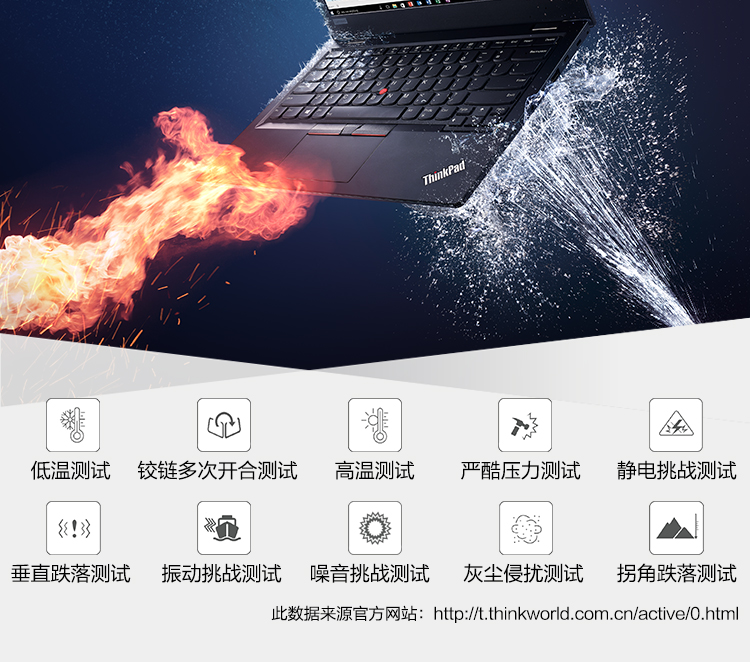 ThinkPad
低温测试
铰链多次开合测试
高温测试
严酷压力测试
静电挑战测试
垂直跌落测试
振动挑战测试
噪音挑战测试
灰尘侵扰测试
拐角跌落测试
此数据来源官方网站：http://t.thinkworld.com.cn/active/0.html